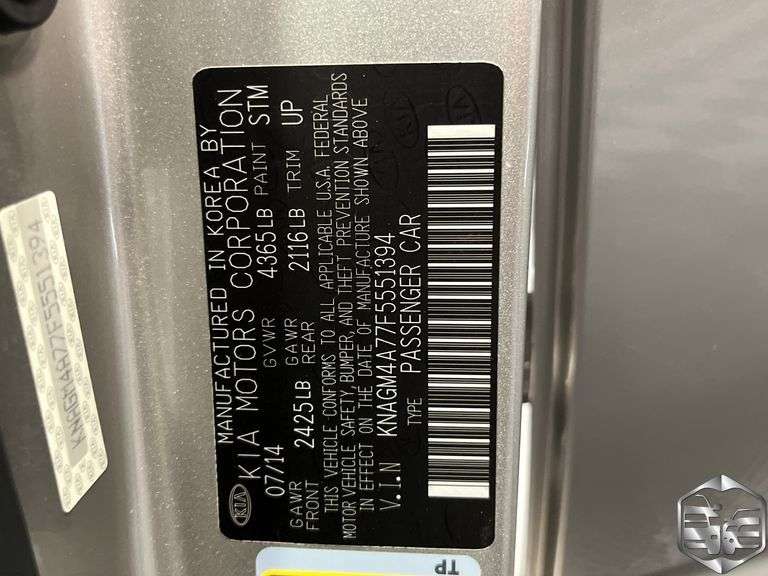 KIA
MANUFACTURED IN KOREA BY
KIA MOTORS CORPORATION
07/14 GVWR 4365LB PAINT STM
GAWR FRONT 2425LB GAWR REAR 2116LB TRIM UP
THIS VEHICLE CONFORMS TO ALL APPLICABLE U.S.A. FEDERAL
MOTOR VEHICLE SAFETY, BUMPER, AND THEFT PREVENTION STANDARDS
IN EFFECT ON THE DATE OF MANUFACTURE SHOWN ABOVE
V.I.N KNAGM4A77F5551394
TYPE PASSENGER CAR
KNAGM4A77F5551394
TP